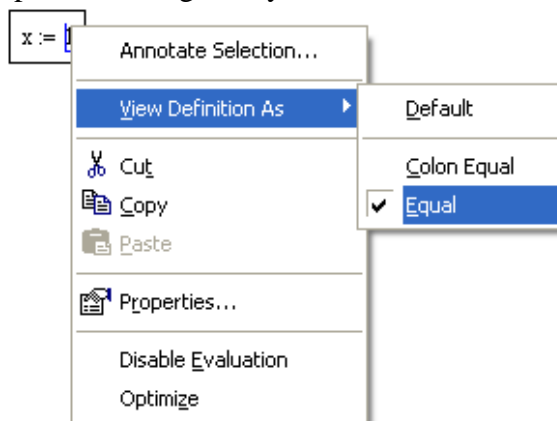 x :=
Annotate Selection...
View Definition As
Default
Colon Equal
Equal
Cut
Copy
Paste
Properties...
Disable Evaluation
Optimize